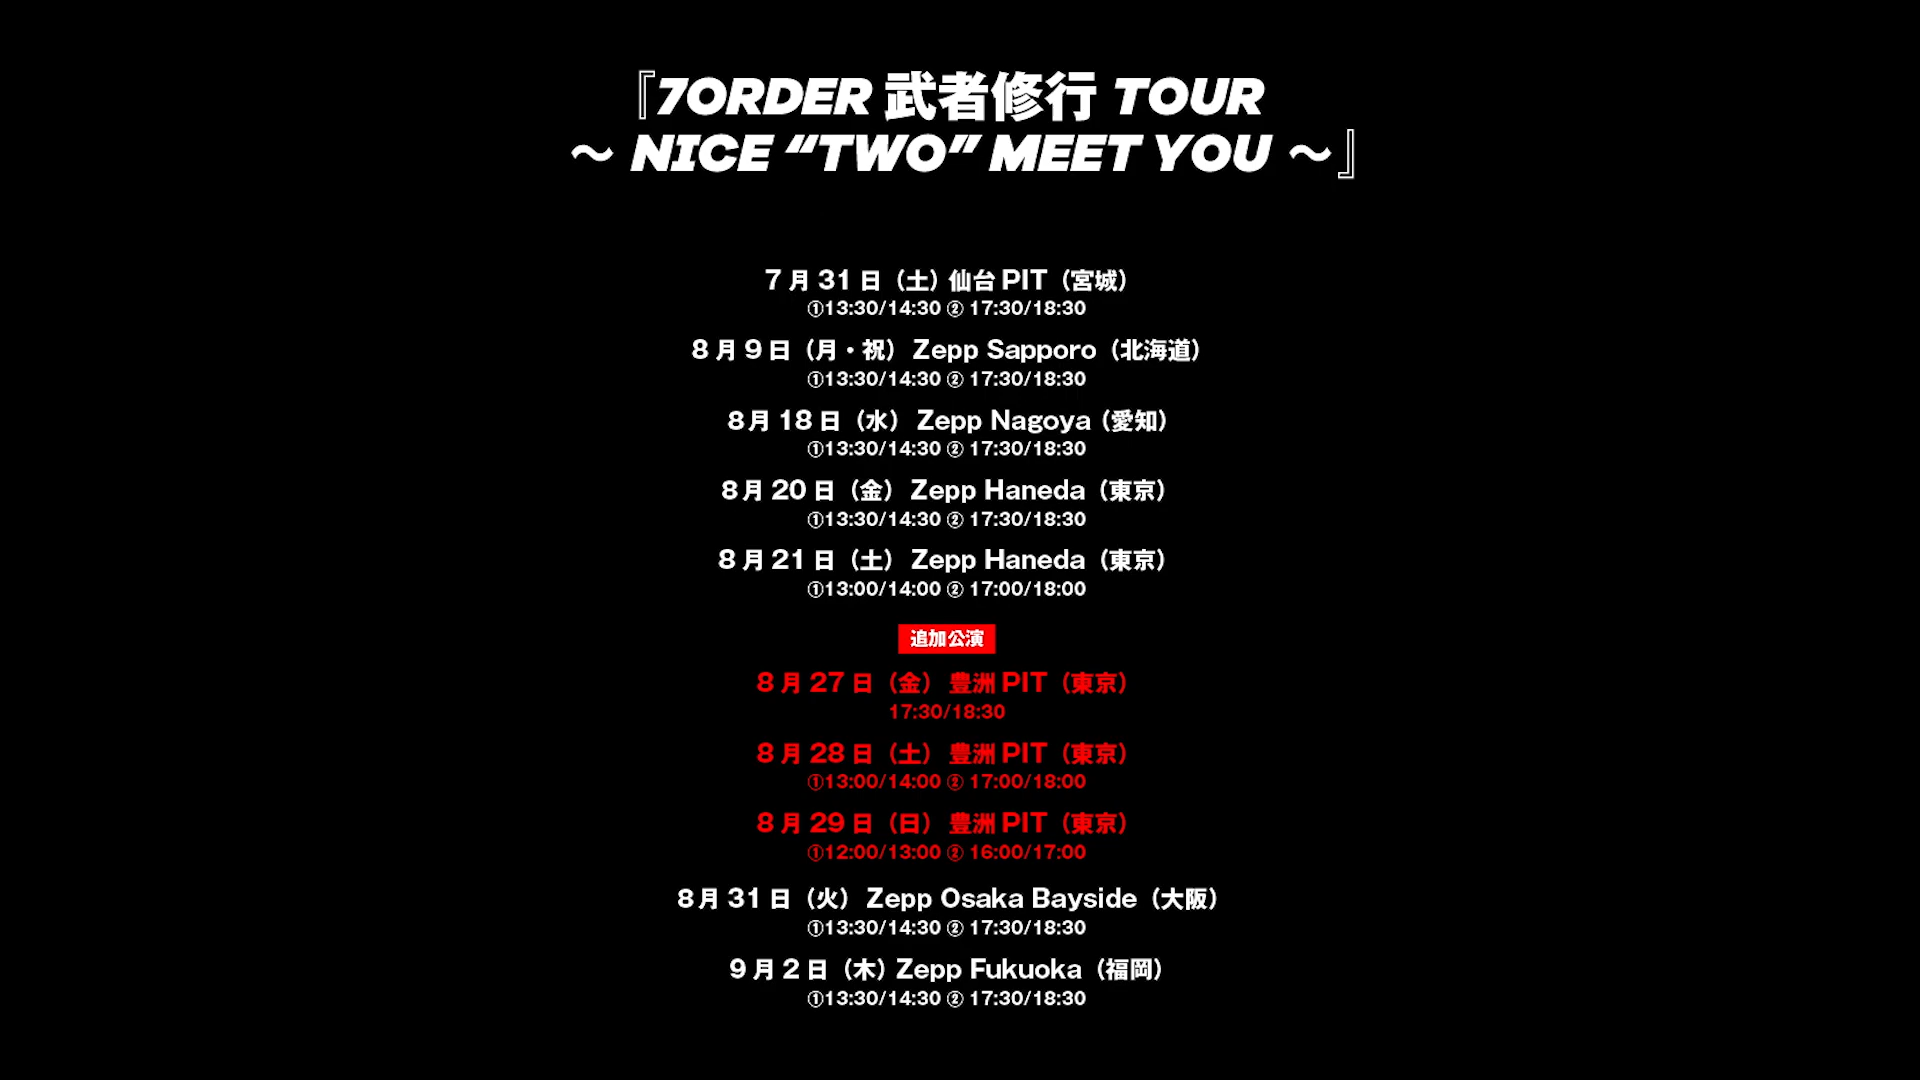 『7ORDER 武者修行 TOUR
～ NICE “TWO” MEET YOU ～』
7月31日（土）仙台PIT（宮城）
①13:30/14:30 ② 17:30/18:30
8月9日（月・祝） Zepp Sapporo（北海道）
①13:30/14:30 ② 17:30/18:30
8月18日（水） Zepp Nagoya（愛知）
①13:30/14:30 ② 17:30/18:30
8月20日（金） Zepp Haneda（東京）
①13:30/14:30 ② 17:30/18:30
8月21日（土） Zepp Haneda（東京）
①13:00/14:00 ② 17:00/18:00
追加公演
8月27日（金） 豊洲PIT（東京）
17:30/18:30
8月28日（土） 豊洲PIT（東京）
①13:00/14:00 ② 17:00/18:00
8月29日（日） 豊洲PIT（東京）
①12:00/13:00 ② 16:00/17:00
8月31日（火） Zepp Osaka Bayside（大阪）
①13:30/14:30 ② 17:30/18:30
9月2日（木）Zepp Fukuoka（福岡）
①13:30/14:30 ② 17:30/18:30